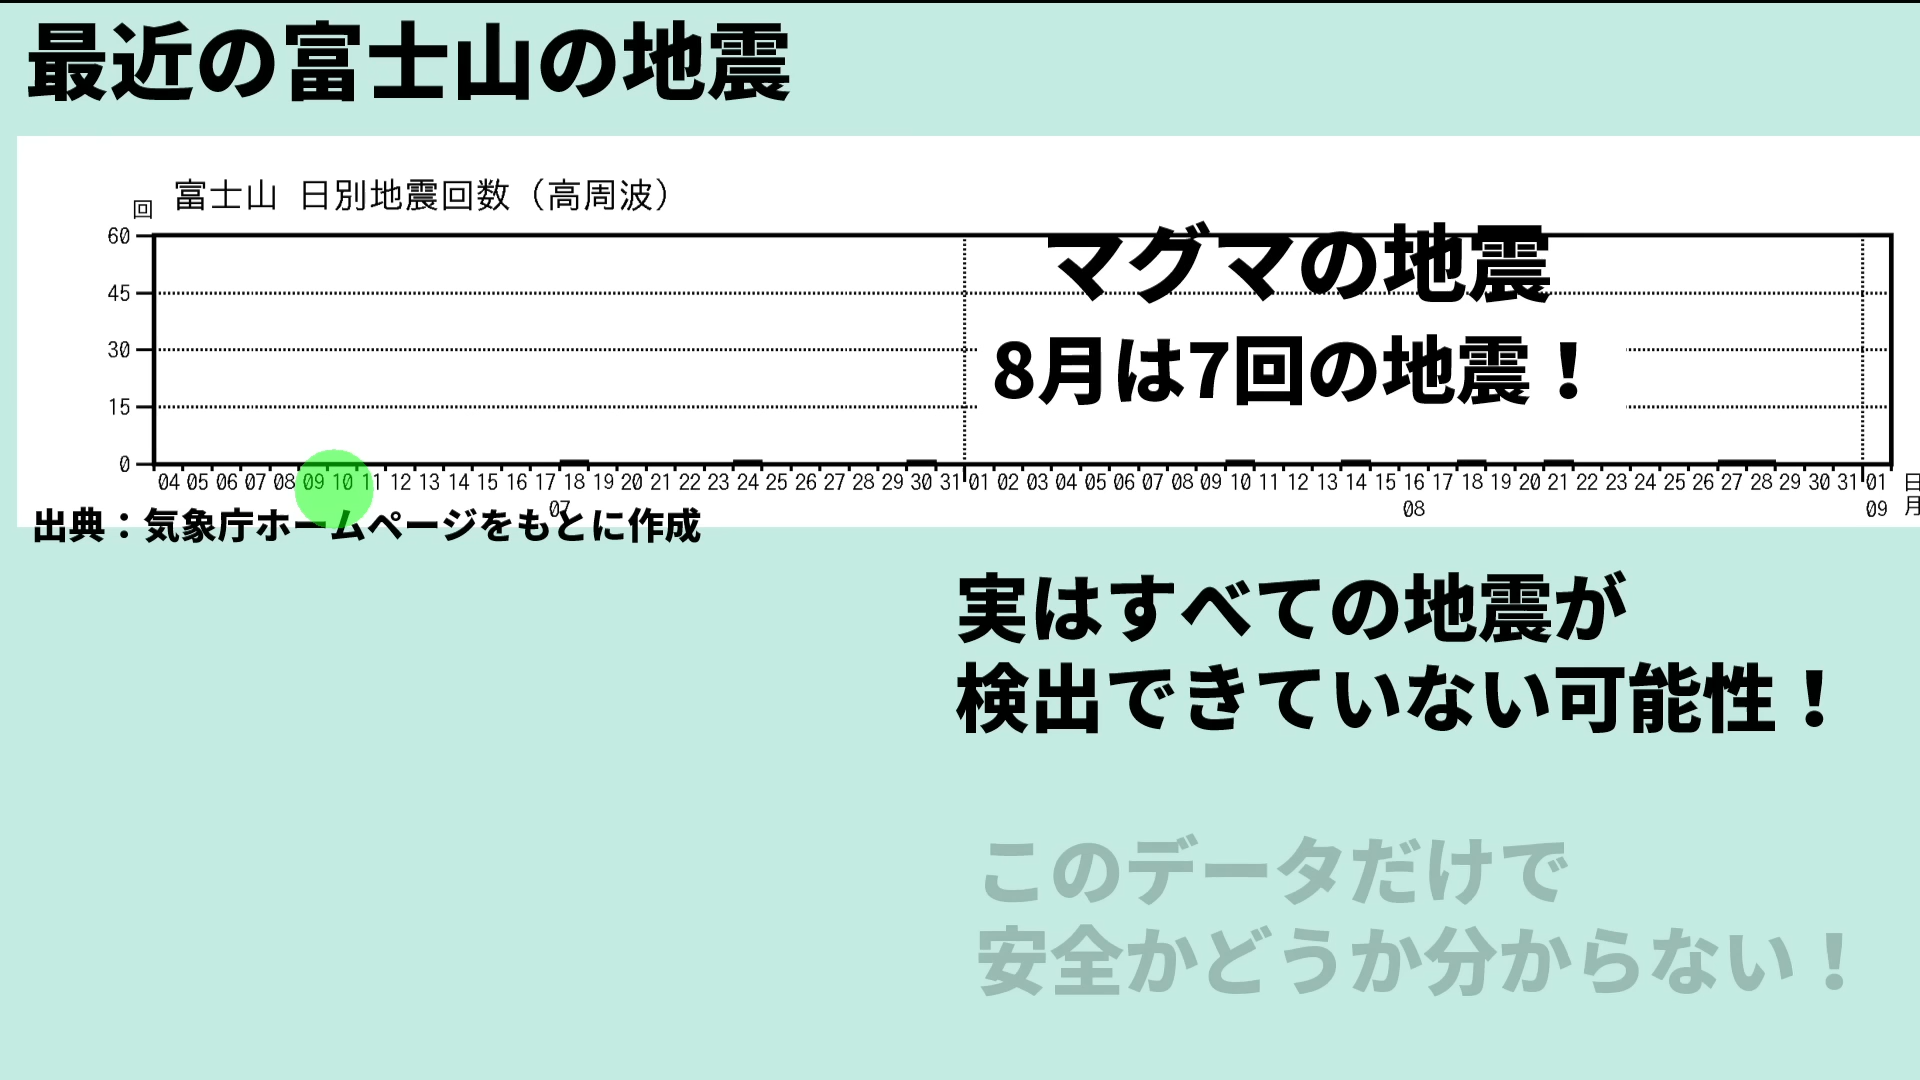 最近の富士山の地震
富士山 日別地震回数（高周波）
回
60
45
30
15
0
マグマの地震
8月は7回の地震！
04 05 06 07 08 09 10 11 12 13 14 15 16 17 18 19 20 21 22 23 24 25 26 27 28 29 30 31 01 02 03 04 05 06 07 08 09 10 11 12 13 14 15 16 17 18 19 20 21 22 23 24 25 26 27 28 29 30 31 01 日
07 08 09 月
出典：気象庁ホームページをもとに作成
実はすべての地震が
検出できていない可能性！
このデータだけで
安全かどうか分からない！